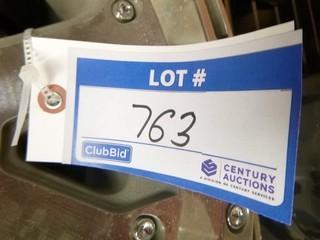 LOT #
763
ClubBid
CENTURY
AUCTIONS
A DIVISION OF CENTURY SERVICES